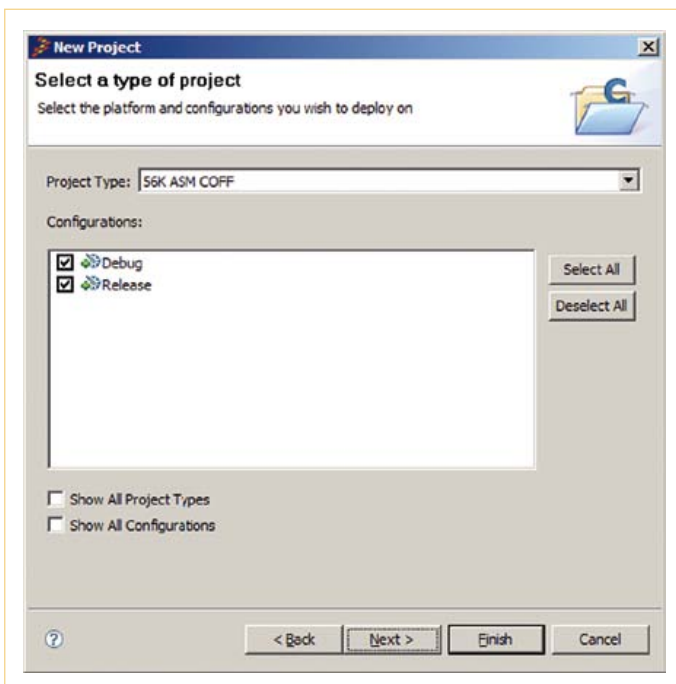 New Project
Select a type of project
Select the platform and configurations you wish to deploy on
Project Type: 56K ASM COFF
Configurations:
Debug
Release
Select All
Deselect All
Show All Project Types
Show All Configurations
? < Back Next > Finish Cancel